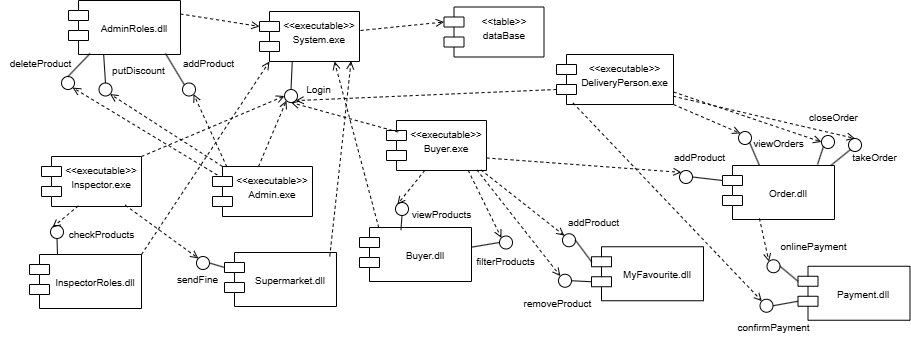 AdminRoles.dll
<<executable>>
System.exe
<<table>>
dataBase
deleteProduct
putDiscount
addProduct
Login
<<executable>>
DeliveryPerson.exe
closeOrder
viewOrders
takeOrder
<<executable>>
Buyer.exe
addProduct
Order.dll
<<executable>>
Inspector.exe
<<executable>>
Admin.exe
viewProducts
addProduct
checkProducts
onlinePayment
Buyer.dll
filterProducts
MyFavourite.dll
InspectorRoles.dll
sendFine
Supermarket.dll
removeProduct
Payment.dll
confirmPayment